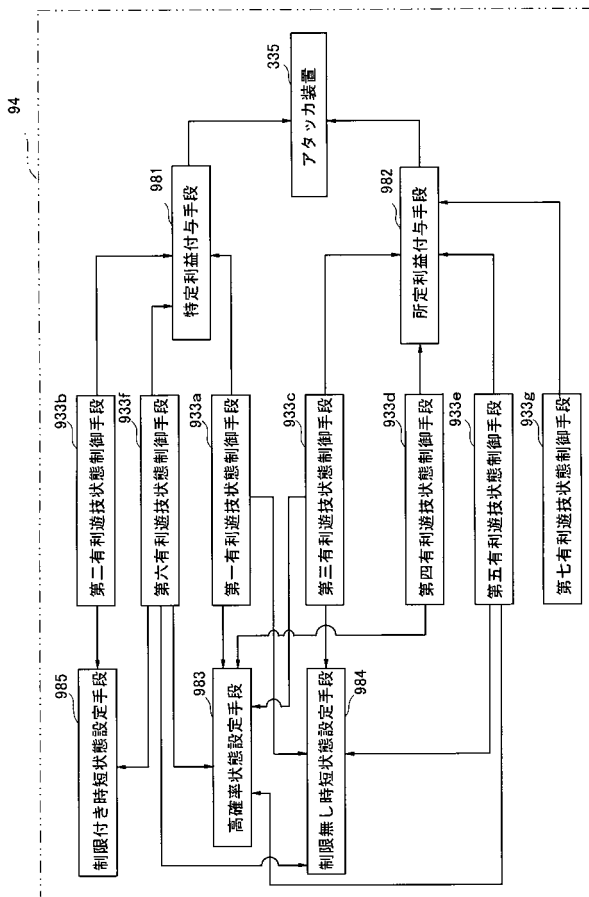 94
985
制限付き時短状態設定手段
983
高確率状態設定手段
984
制限無し時短状態設定手段
933b
第二有利遊技状態制御手段
933f
第六有利遊技状態制御手段
933a
第一有利遊技状態制御手段
933c
第三有利遊技状態制御手段
933d
第四有利遊技状態制御手段
933e
第五有利遊技状態制御手段
933g
第七有利遊技状態制御手段
981
特定利益付与手段
982
所定利益付与手段
335
アタッカ装置